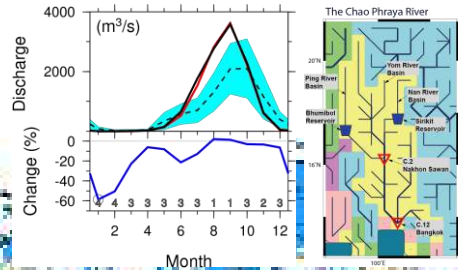 The Chao Phraya River
4000
(m³/s)
2000
0
Discharge
0
-20
-40
-60
Change (%)
4 3 3 3 3 3 1 1 3 2 3
2 4 6 8 10 12
Month
20°N
16°N
100°E
Yom River
Basin
Ping River
Basin
Nan River
Basin
Bhumibol
Reservoir
Sirikit
Reservoir
C.2
Nakhon Sawan
C.12
Bangkok